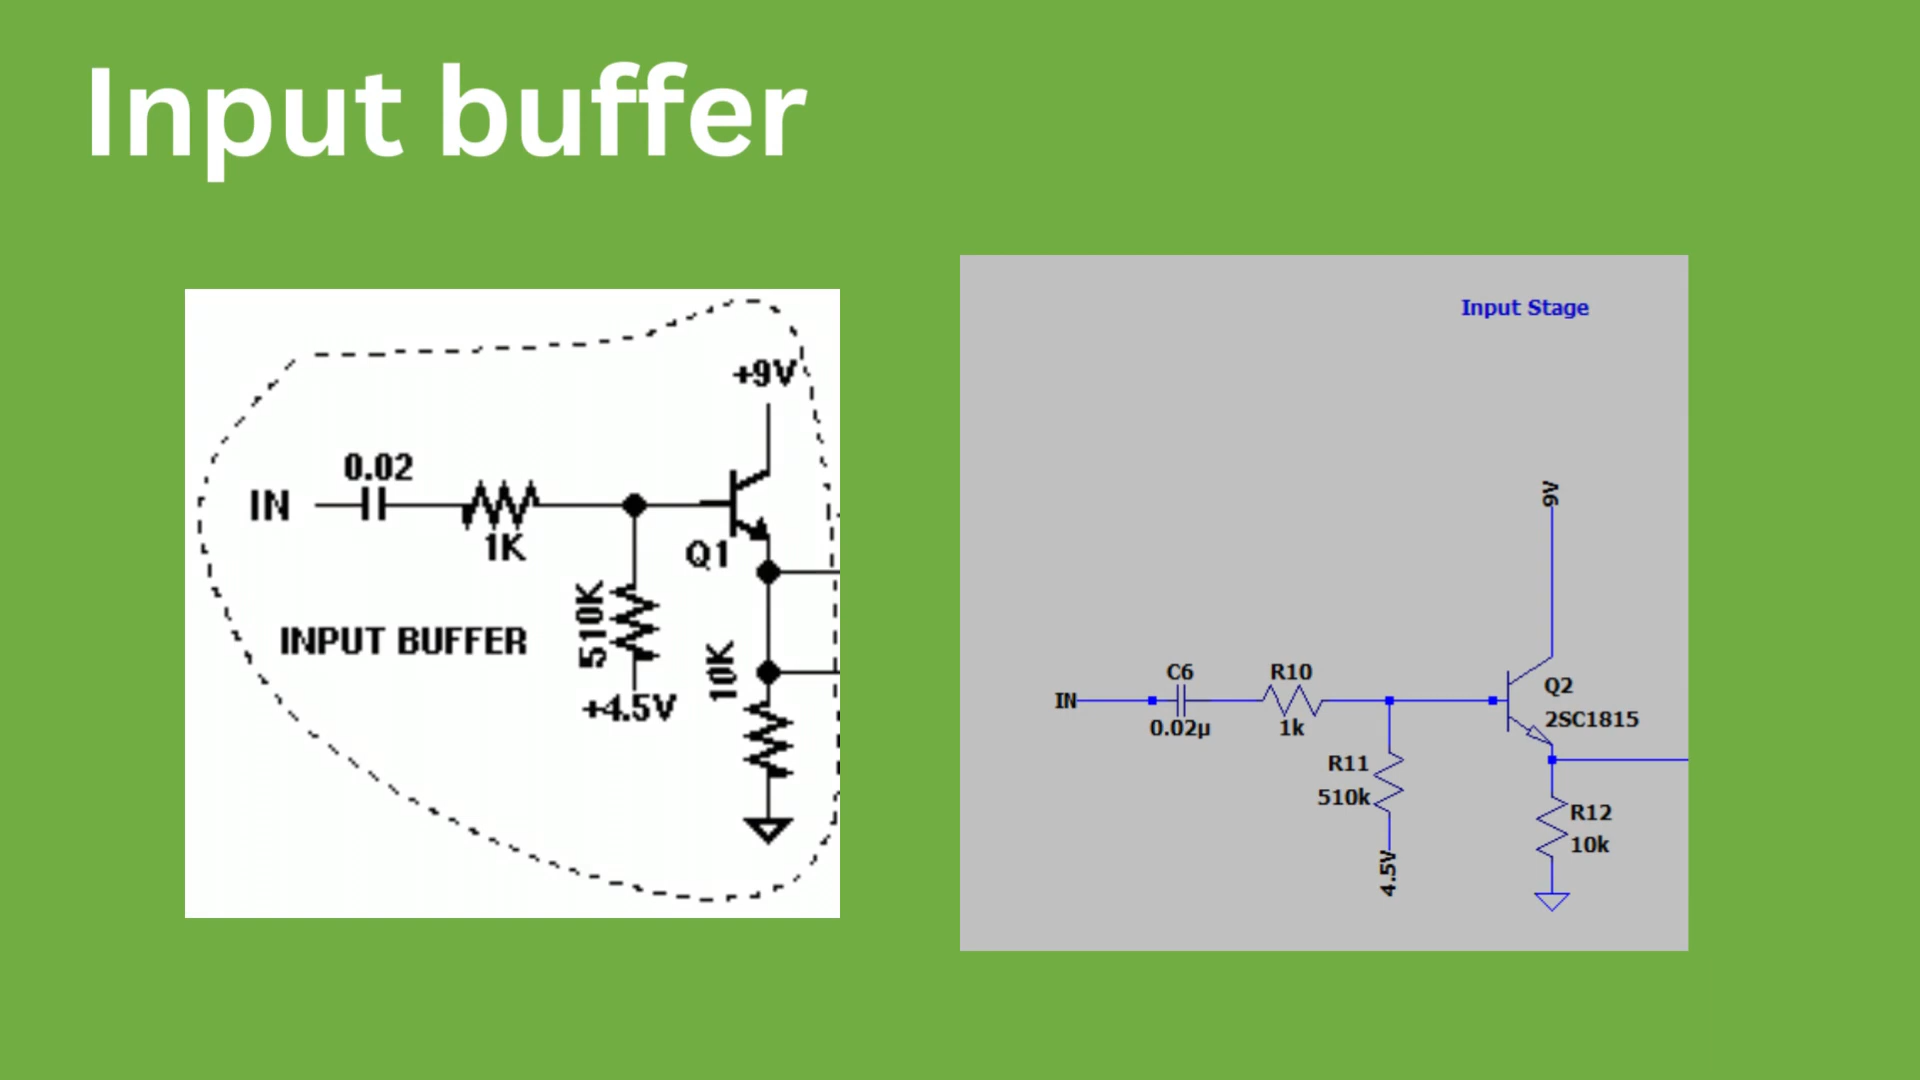 Input buffer
+9V
0.02
IN
1K
Q1
510K
INPUT BUFFER
10K
+4.5V
Input Stage
9V
C6
R10
IN
Q2
0.02µ
1k
2SC1815
R11
510k
R12
10k
4.5V